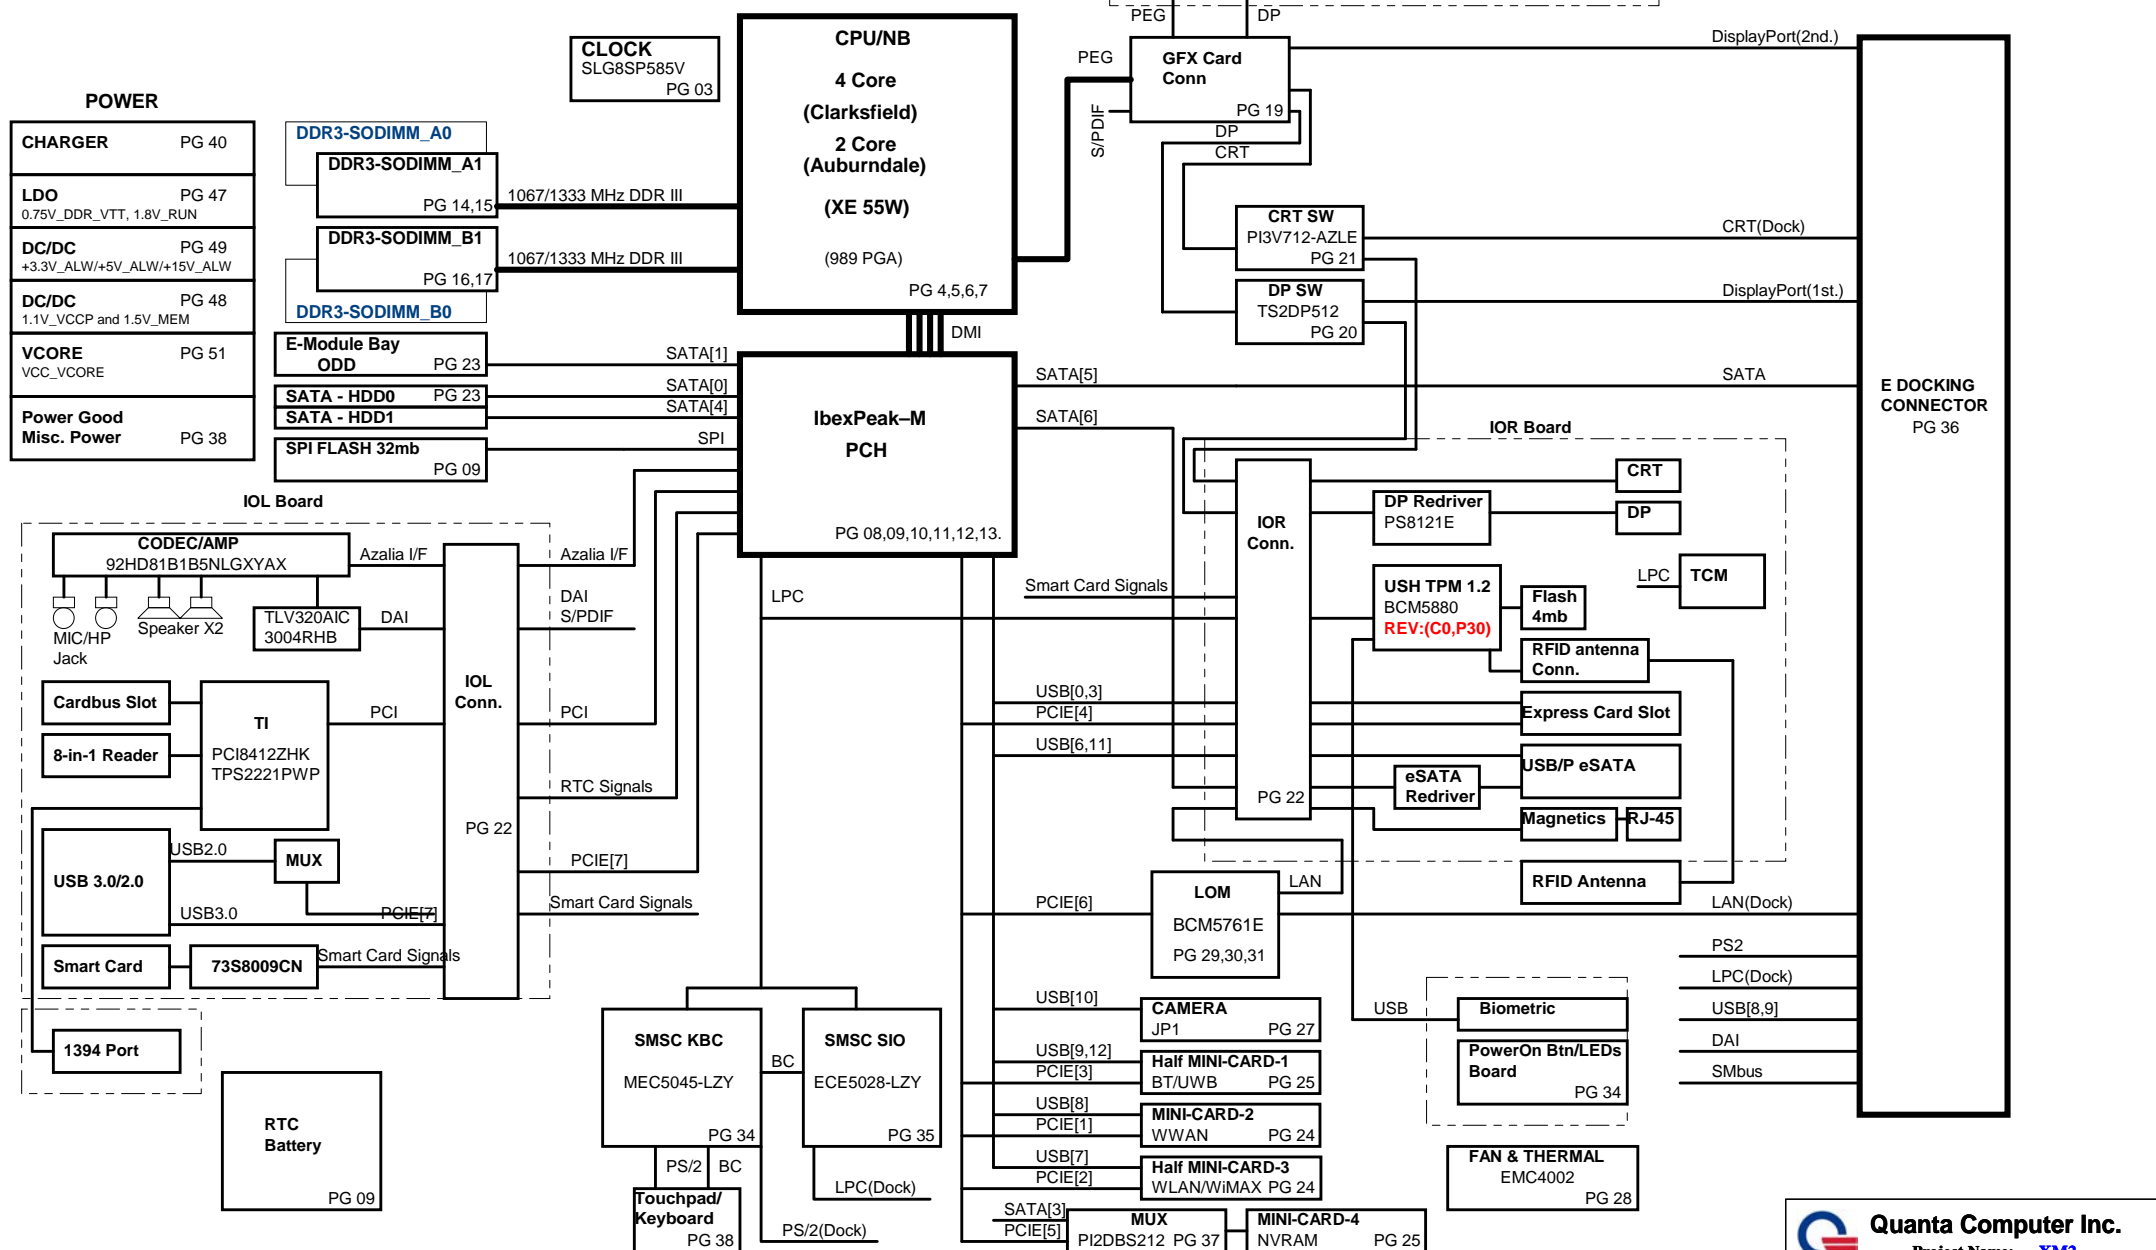 PEG
DP
CLOCK
SLG8SP585V
PG 03
CPU/NB
4 Core
(Clarksfield)
2 Core
(Auburndale)
(XE 55W)
(989 PGA)
PG 4,5,6,7
PEG
S/PDIF
GFX Card
Conn
PG 19
DP
CRT
DisplayPort(2nd.)
POWER
CHARGER PG 40
LDO PG 47
0.75V_DDR_VTT, 1.8V_RUN
DC/DC PG 49
+3.3V_ALW/+5V_ALW/+15V_ALW
DC/DC PG 48
1.1V_VCCP and 1.5V_MEM
VCORE PG 51
VCC_VCORE
Power Good
Misc. Power PG 38
DDR3-SODIMM_A0
DDR3-SODIMM_A1
PG 14,15
1067/1333 MHz DDR III
DDR3-SODIMM_B1
PG 16,17
1067/1333 MHz DDR III
DDR3-SODIMM_B0
CRT SW
PI3V712-AZLE
PG 21
CRT(Dock)
DP SW
TS2DP512
PG 20
DisplayPort(1st.)
DMI
E-Module Bay
ODD PG 23
SATA[1]
SATA - HDD0 PG 23
SATA[0]
SATA - HDD1
SATA[4]
SPI FLASH 32mb
PG 09
SPI
IbexPeak–M
PCH
PG 08,09,10,11,12,13.
SATA[5]
SATA
SATA[6]
E DOCKING
CONNECTOR
PG 36
IOL Board
CODEC/AMP
92HD81B1B5NLGXYAX
Azalia I/F
Azalia I/F
MIC/HP
Jack
Speaker X2
TLV320AIC
3004RHB
DAI
DAI
S/PDIF
IOL
Conn.
PG 22
Cardbus Slot
8-in-1 Reader
TI
PCI8412ZHK
TPS2221PWP
PCI
PCI
RTC Signals
USB 3.0/2.0
USB2.0
MUX
USB3.0
PCIE[7]
PCIE[7]
Smart Card
73S8009CN
Smart Card Signals
Smart Card Signals
1394 Port
RTC
Battery
PG 09
IOR Board
IOR
Conn.
PG 22
CRT
DP Redriver
PS8121E
DP
LPC
Smart Card Signals
USH TPM 1.2
BCM5880
REV:(C0,P30)
Flash
4mb
LPC
TCM
RFID antenna
Conn.
USB[0,3]
PCIE[4]
Express Card Slot
USB[6,11]
USB/P eSATA
eSATA
Redriver
Magnetics
RJ-45
RFID Antenna
PCIE[6]
LOM
BCM5761E
PG 29,30,31
LAN
LAN(Dock)
PS2
LPC(Dock)
USB[8,9]
DAI
SMbus
SMSC KBC
MEC5045-LZY
PG 34
BC
SMSC SIO
ECE5028-LZY
PG 35
PS/2
BC
Touchpad/
Keyboard
PG 38
LPC(Dock)
PS/2(Dock)
USB[10]
CAMERA
JP1 PG 27
USB[9,12]
PCIE[3]
Half MINI-CARD-1
BT/UWB PG 25
USB[8]
PCIE[1]
MINI-CARD-2
WWAN PG 24
USB[7]
PCIE[2]
Half MINI-CARD-3
WLAN/WiMAX PG 24
SATA[3]
PCIE[5]
MUX
PI2DBS212 PG 37
MINI-CARD-4
NVRAM PG 25
USB
Biometric
PowerOn Btn/LEDs
Board
PG 34
FAN & THERMAL
EMC4002
PG 28
Quanta Computer Inc.